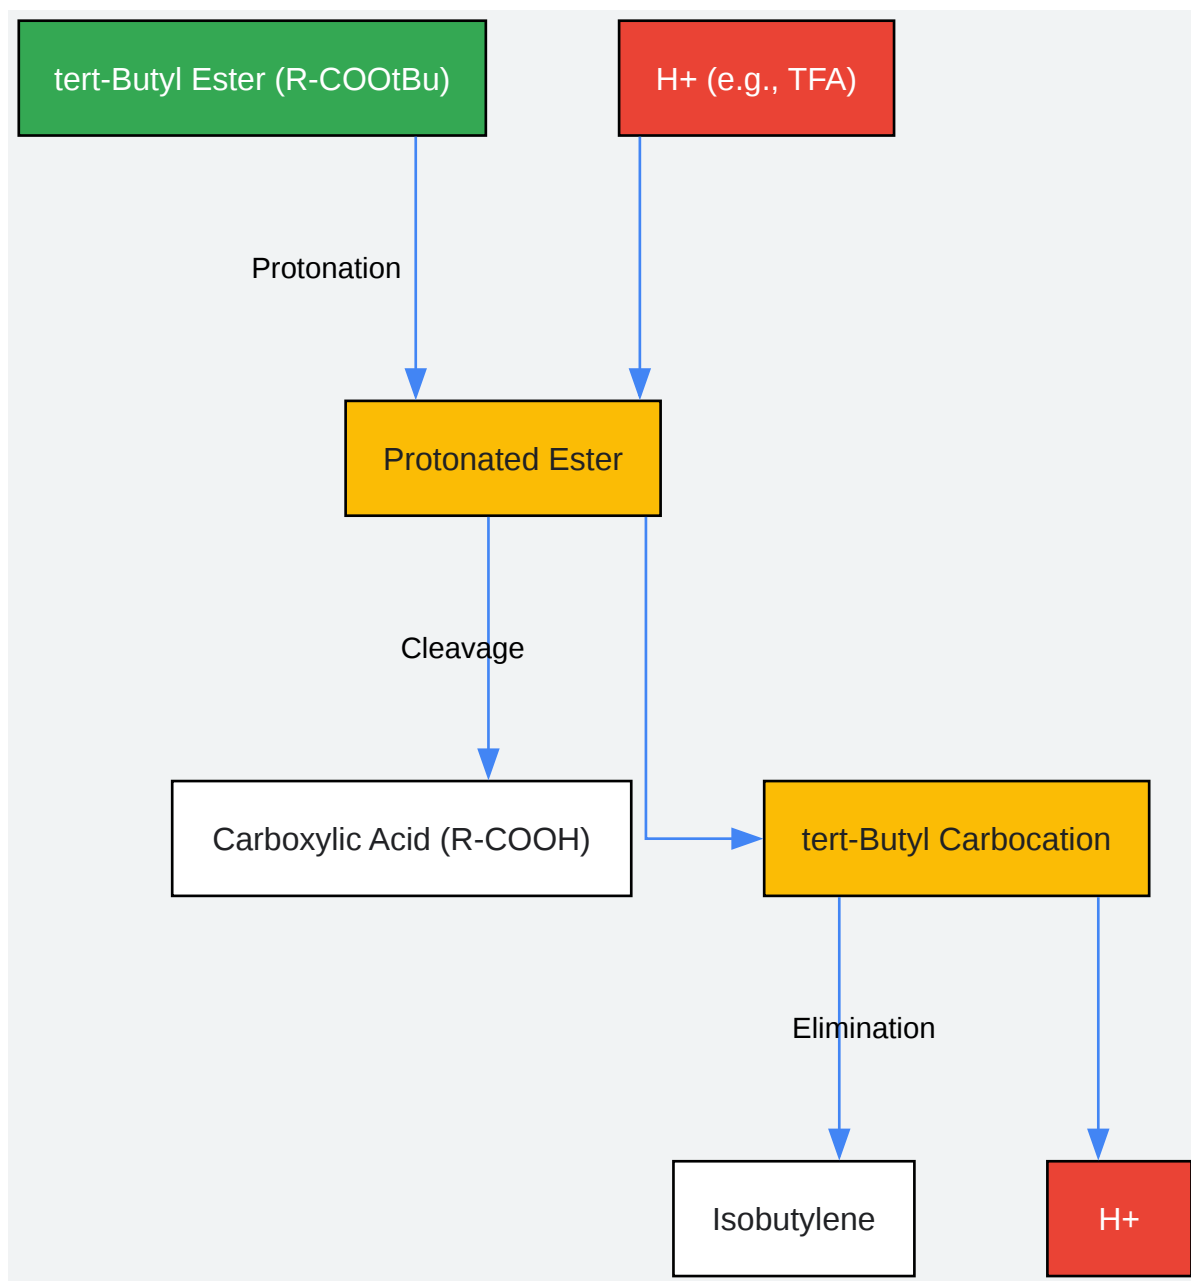 tert-Butyl Ester (R-COOtBu)
H+ (e.g., TFA)
Protonation
Protonated Ester
Cleavage
Carboxylic Acid (R-COOH)
tert-Butyl Carbocation
Elimination
Isobutylene
H+